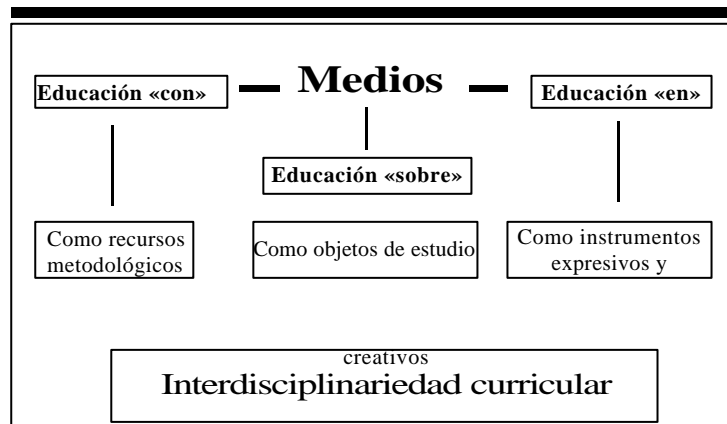 Medios
Educación «con»
Educación «en»
Educación «sobre»
Como recursos
metodológicos
Como objetos de estudio
Como instrumentos
expresivos y
creativos
Interdisciplinariedad curricular